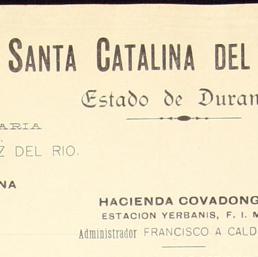 SANTA CATALINA DEL
Estado de Duran
ARIA
Z DEL RIO.
NA
HACIENDA COVADONG
ESTACION YERBANIS, F. I. M
Administrador FRANCISCO A CALD